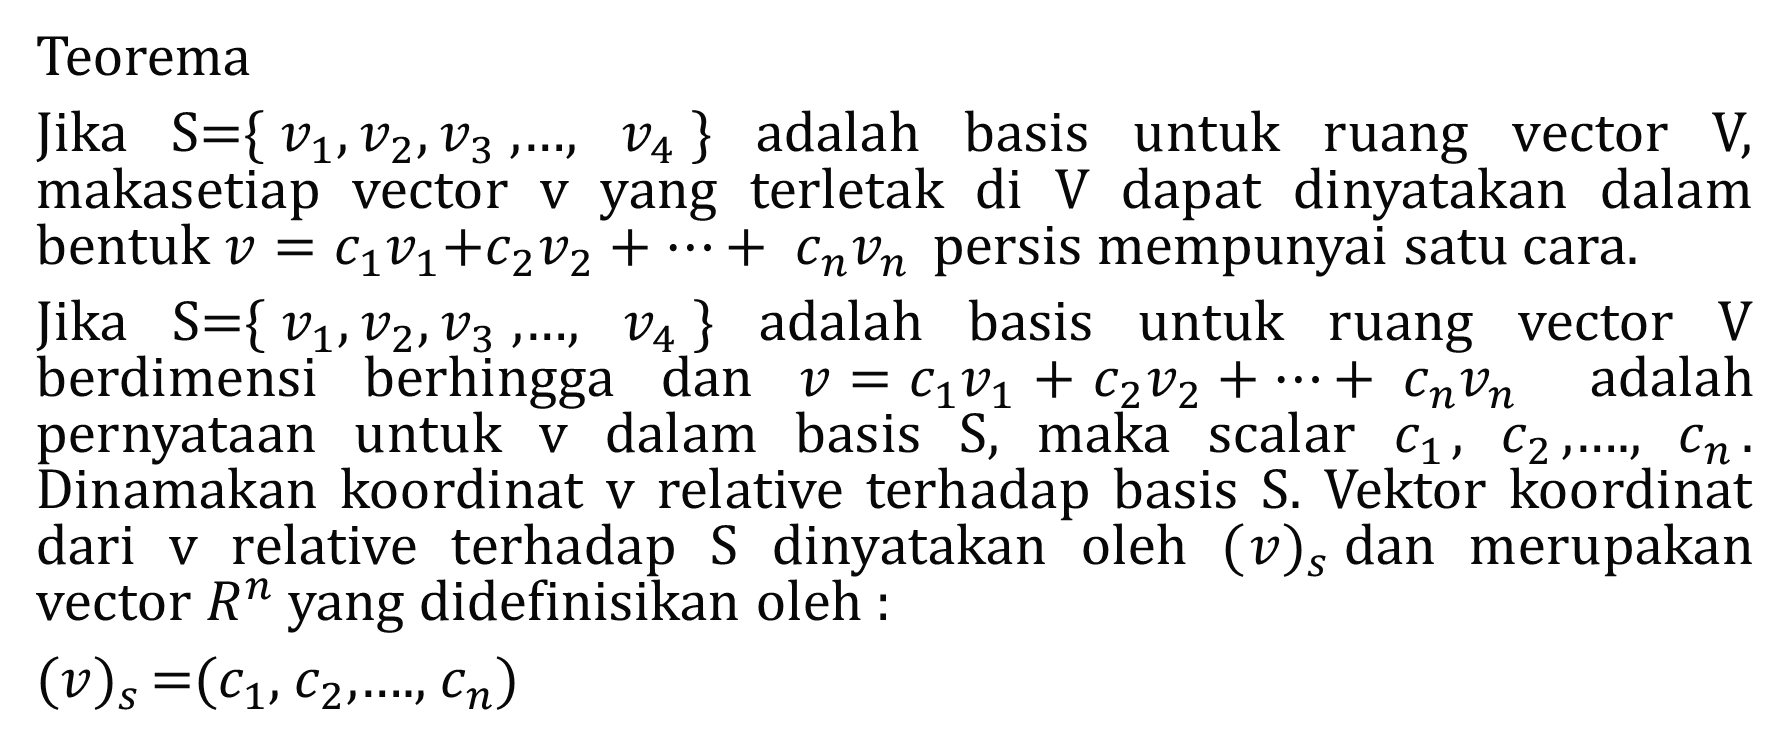 Teorema
Jika S={ v₁, v₂, v₃ ,..., v₄ } adalah basis untuk ruang vector V,
makasetiap vector v yang terletak di V dapat dinyatakan dalam
bentuk v = c₁v₁+c₂v₂ + ⋯ + cₙvₙ persis mempunyai satu cara.
Jika S={ v₁, v₂, v₃ ,..., v₄ } adalah basis untuk ruang vector V
berdimensi berhingga dan v = c₁v₁ + c₂v₂ + ⋯ + cₙvₙ adalah
pernyataan untuk v dalam basis S, maka scalar c₁, c₂,...., cₙ.
Dinamakan koordinat v relative terhadap basis S. Vektor koordinat
dari v relative terhadap S dinyatakan oleh (v)ₛ dan merupakan
vector Rⁿ yang didefinisikan oleh :
(v)ₛ =(c₁, c₂,...., cₙ)